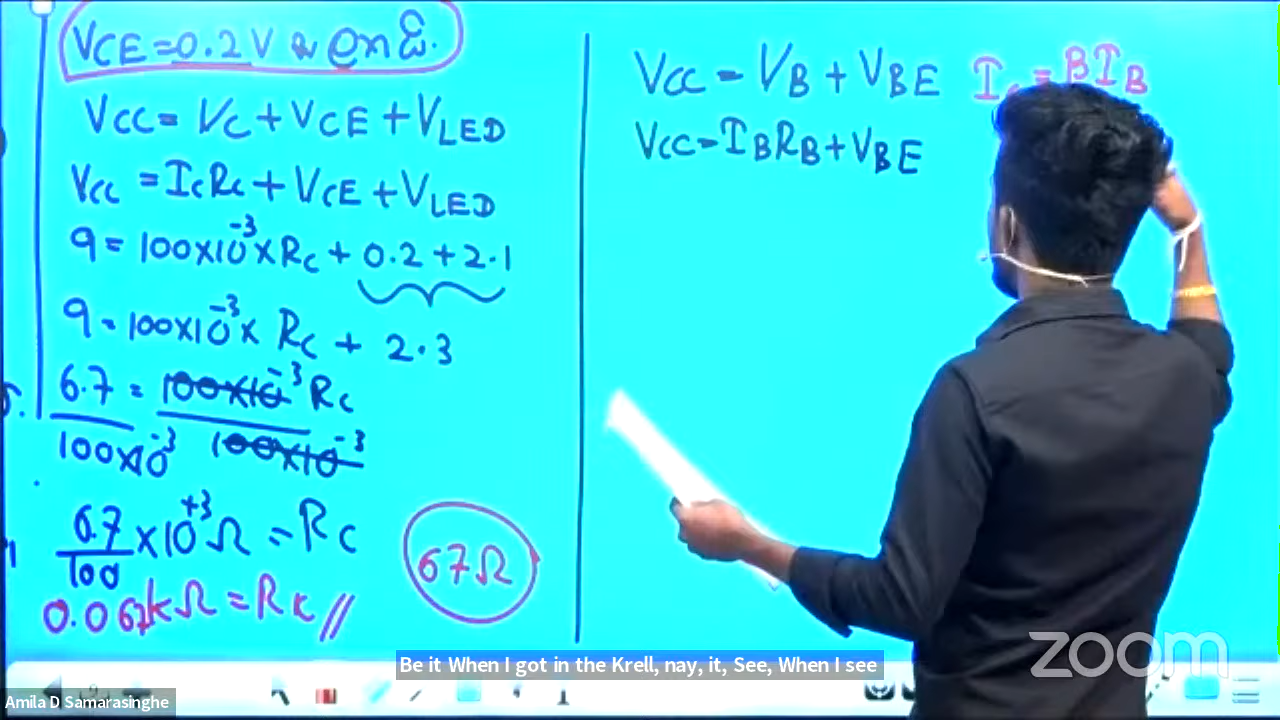 VCE = 0.2V
VCC = VC + VCE + VLED
VCC = ICRC + VCE + VLED
9 = 100×10⁻³×RC + 0.2 + 2.1
9 = 100×10⁻³× RC + 2.3
6.7 = 100×10⁻³ RC
100×10⁻³ 100×10⁻³
6.7 ×10⁺³ Ω = RC
100
0.067kΩ = RK //
67Ω
VCC = VB + VBE
IC = BIB
VCC = IBRB + VBE
zoom
Be it When I got in the Krell, nay, it, See, When I see
Amila D Samarasinghe